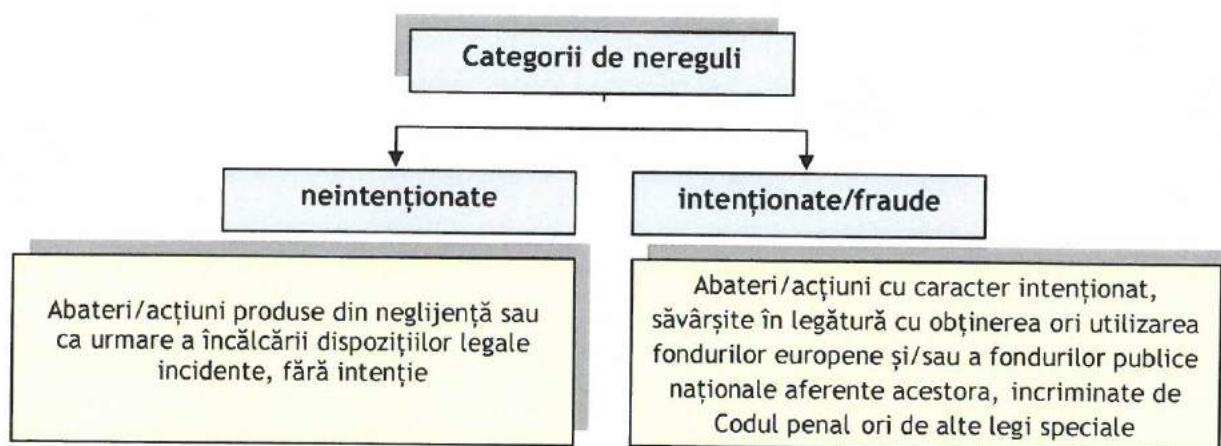 Categorii de nereguli
neintenționate
intenționate/fraude
Abateri/acțiuni produse din neglijență sau
ca urmare a încălcării dispozițiilor legale
incidente, fără intenție
Abateri/acțiuni cu caracter intenționat,
săvârșite în legătură cu obținerea ori utilizarea
fondurilor europene și/sau a fondurilor publice
naționale aferente acestora, incriminate de
Codul penal ori de alte legi speciale